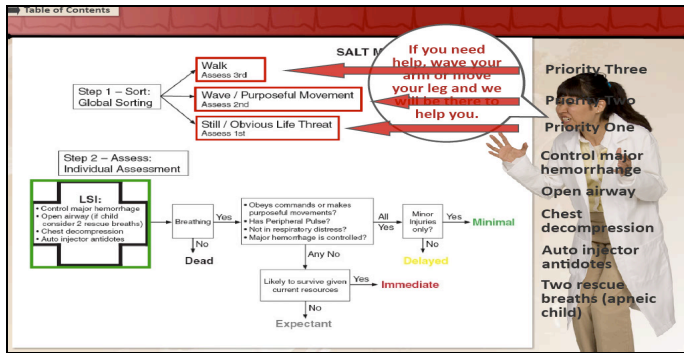 Table of Contents
SALT M
If you need
help, wave your
arm or move
your leg and we
will be there to
help you.
Step 1 – Sort:
Global Sorting
Walk
Assess 3rd
Wave / Purposeful Movement
Assess 2nd
Still / Obvious Life Threat
Assess 1st
Priority Three
Priority Two
Priority One
Control major
hemorrhange
Open airway
Chest
decompression
Auto injector
antidotes
Two rescue
breaths (apneic
child)
Step 2 – Assess:
Individual Assessment
LSI:
• Control major hemorrhage
• Open airway (if child
consider 2 rescue breaths)
• Chest decompression
• Auto injector antidotes
Breathing
Yes
No
Dead
• Obeys commands or makes
purposeful movements?
• Has Peripheral Pulse?
• Not in respiratory distress?
• Major hemorrhage is controlled?
All
Yes
Minor
Injuries
only?
Yes
Minimal
No
Delayed
Any No
Likely to survive given
current resources
Yes
Immediate
No
Expectant